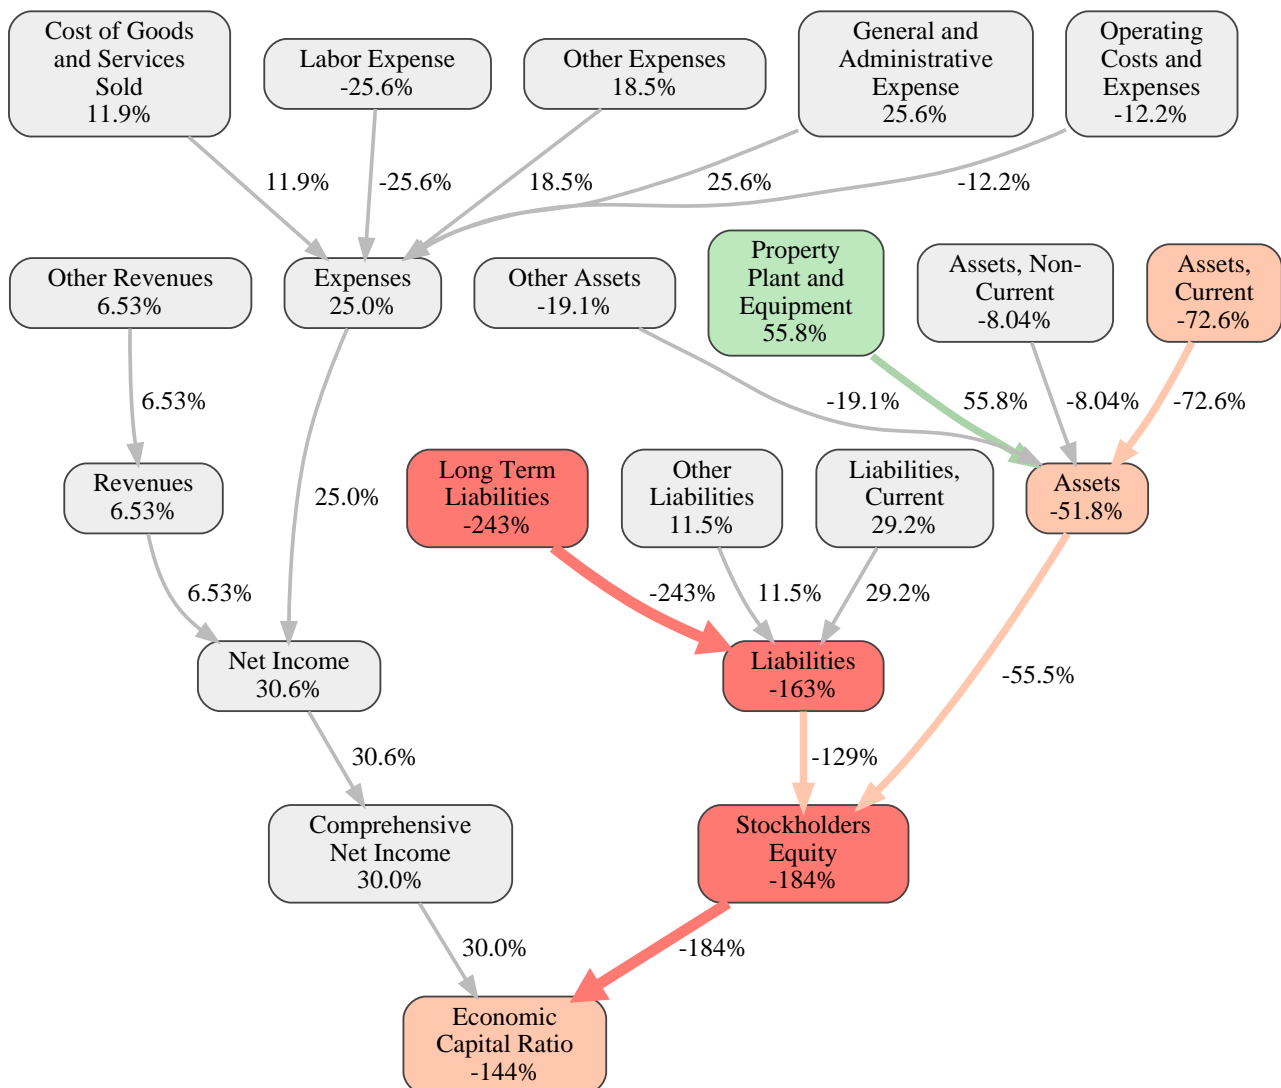 Cost of Goods
and Services
Sold
11.9%
Labor Expense
-25.6%
Other Expenses
18.5%
General and
Administrative
Expense
25.6%
Operating
Costs and
Expenses
-12.2%
11.9%
-25.6%
18.5%
25.6%
-12.2%
Other Revenues
6.53%
Expenses
25.0%
Other Assets
-19.1%
Property
Plant and
Equipment
55.8%
Assets, Non-
Current
-8.04%
Assets,
Current
-72.6%
6.53%
-19.1%
55.8%
-8.04%
-72.6%
Revenues
6.53%
25.0%
Long Term
Liabilities
-243%
Other
Liabilities
11.5%
Liabilities,
Current
29.2%
Assets
-51.8%
6.53%
-243%
11.5%
29.2%
Net Income
30.6%
Liabilities
-163%
-55.5%
30.6%
-129%
Comprehensive
Net Income
30.0%
Stockholders
Equity
-184%
30.0%
-184%
Economic
Capital Ratio
-144%